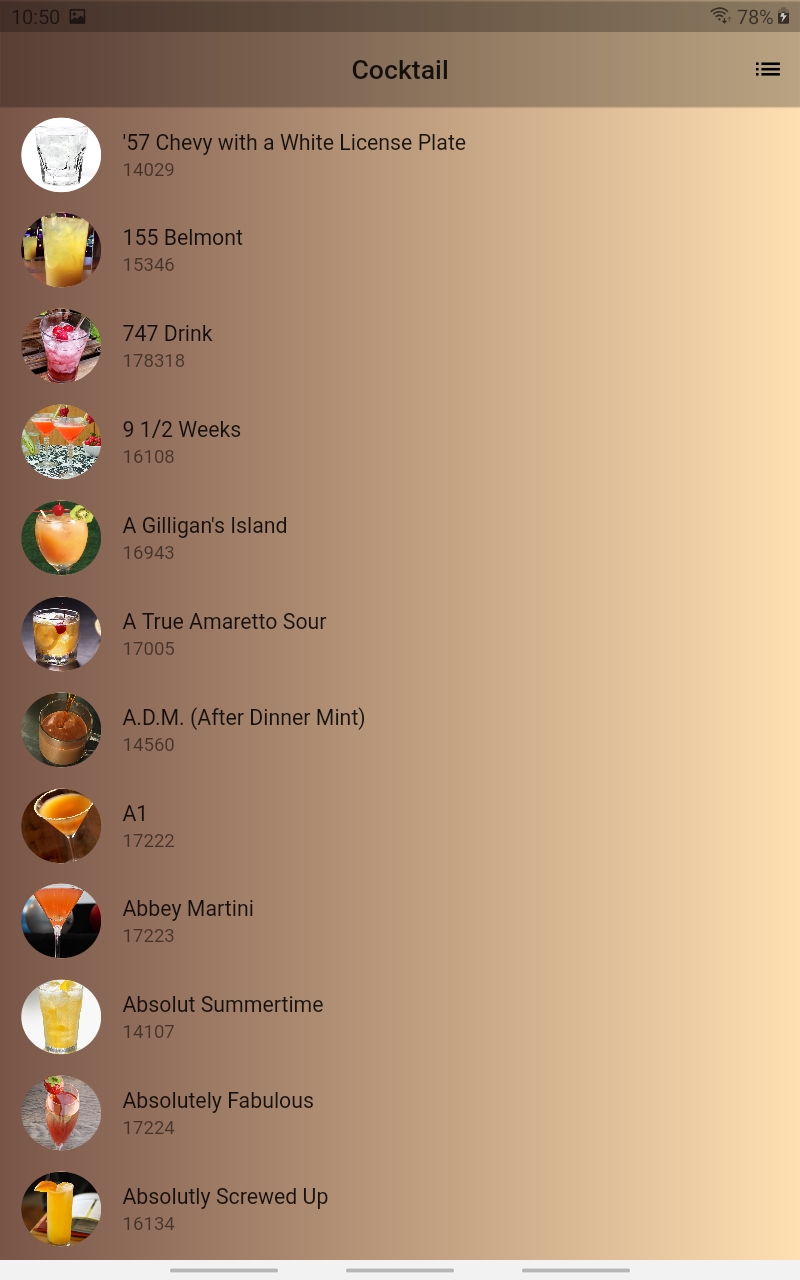 10:50
78%
Cocktail
'57 Chevy with a White License Plate
14029
155 Belmont
15346
747 Drink
178318
9 1/2 Weeks
16108
A Gilligan's Island
16943
A True Amaretto Sour
17005
A.D.M. (After Dinner Mint)
14560
A1
17222
Abbey Martini
17223
Absolut Summertime
14107
Absolutely Fabulous
17224
Absolutly Screwed Up
16134